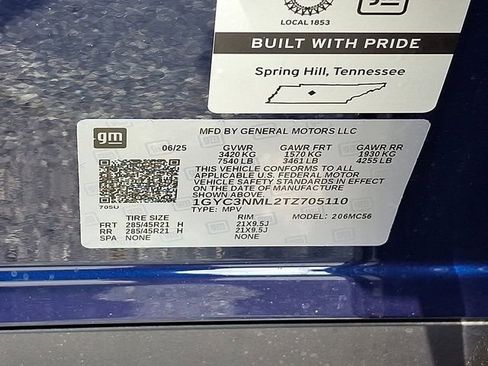 LOCAL 1853
BUILT WITH PRIDE
Spring Hill, Tennessee
gm
MFD BY GENERAL MOTORS LLC
06/25 GVWR GAWR FRT GAWR RR
3420 KG 1570 KG 1930 KG
7540 LB 3461 LB 4255 LB
THIS VEHICLE CONFORMS TO ALL
APPLICABLE U.S. FEDERAL MOTOR
VEHICLE SAFETY STANDARDS IN EFFECT
ON THE DATE OF MANUFACTURE SHOWN ABOVE.
1GYC3NML2TZ705110
TYPE: MPV MODEL: 206MC56
70SU
TIRE SIZE RIM
FRT 285/45R21 H 21X9.5J
RR 285/45R21 H 21X9.5J
SPA NONE NONE